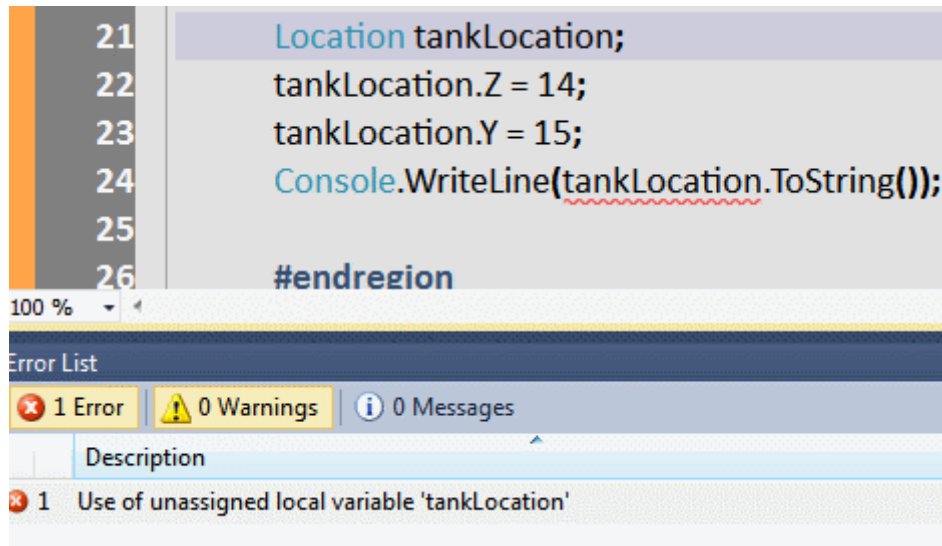 21 Location tankLocation;
22 tankLocation.Z = 14;
23 tankLocation.Y = 15;
24 Console.WriteLine(tankLocation.ToString());
25
26 #endregion
100 %
Error List
1 Error 0 Warnings 0 Messages
Description
1 Use of unassigned local variable 'tankLocation'